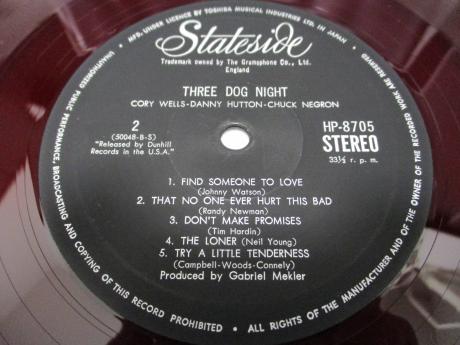 MFD. UNDER LICENCE BY TOSHIBA MUSICAL INDUSTRIES LTD. IN JAPAN. • ALL RIGHTS OF THE MANUFACTURER AND OF THE OWNER OF THE RECORDED WORK ARE RESERVED •
UNAUTHORIZED PUBLIC PERFORMANCE, BROADCASTING AND COPYING OF THIS RECORD PROHIBITED •
Stateside
Trademark owned by The Gramophone Co., Ltd.
England
THREE DOG NIGHT
CORY WELLS-DANNY HUTTON-CHUCK NEGRON
2
(50048-B-S)
"Released by Dunhill
Records in the U.S.A."
HP-8705
STEREO
33⅓ r. p. m.
1. FIND SOMEONE TO LOVE
(Johnny Watson)
2. THAT NO ONE EVER HURT THIS BAD
(Randy Newman)
3. DON'T MAKE PROMISES
(Tim Hardin)
4. THE LONER (Neil Young)
5. TRY A LITTLE TENDERNESS
(Campbell-Woods-Connely)
Produced by Gabriel Mekler